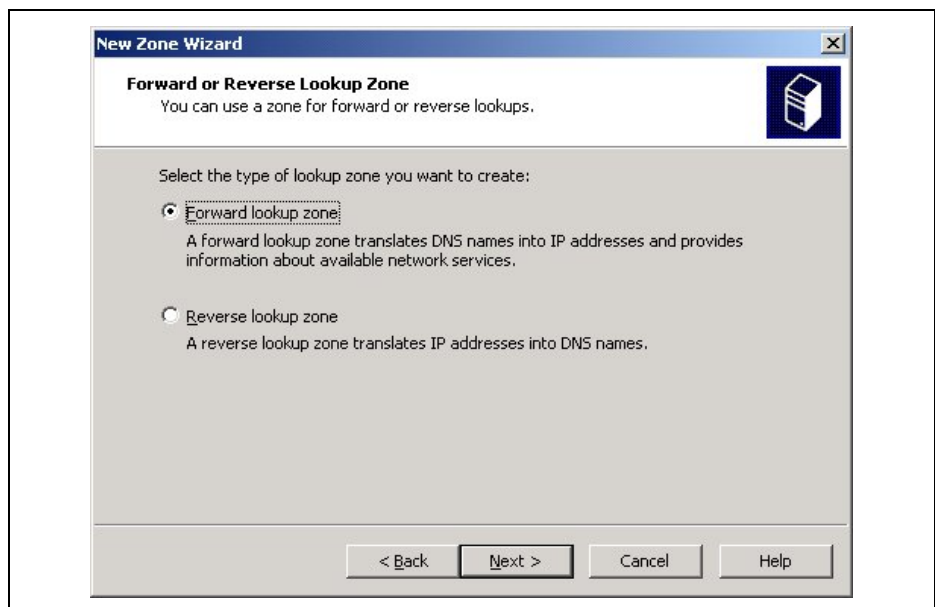 New Zone Wizard
Forward or Reverse Lookup Zone
You can use a zone for forward or reverse lookups.
Select the type of lookup zone you want to create:
Forward lookup zone
A forward lookup zone translates DNS names into IP addresses and provides
information about available network services.
Reverse lookup zone
A reverse lookup zone translates IP addresses into DNS names.
< Back
Next >
Cancel
Help